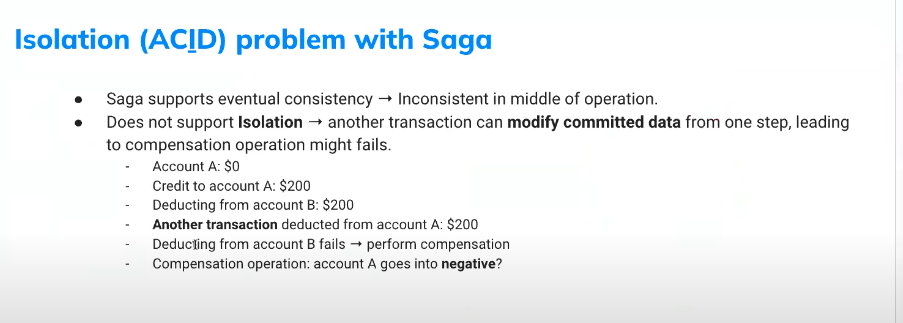 Isolation (ACID) problem with Saga
● Saga supports eventual consistency → Inconsistent in middle of operation.
● Does not support Isolation → another transaction can modify committed data from one step, leading
to compensation operation might fails.
- Account A: $0
- Credit to account A: $200
- Deducting from account B: $200
- Another transaction deducted from account A: $200
- Deducting from account B fails → perform compensation
- Compensation operation: account A goes into negative?